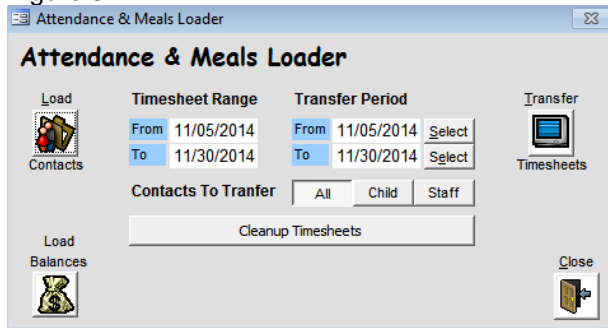 Attendance & Meals Loader
Attendance & Meals Loader
Load
Contacts
Timesheet Range
From 11/05/2014
To 11/30/2014
Transfer Period
From 11/05/2014 Select
To 11/30/2014 Select
Transfer
Timesheets
Contacts To Tranfer All Child Staff
Cleanup Timesheets
Load
Balances
Close